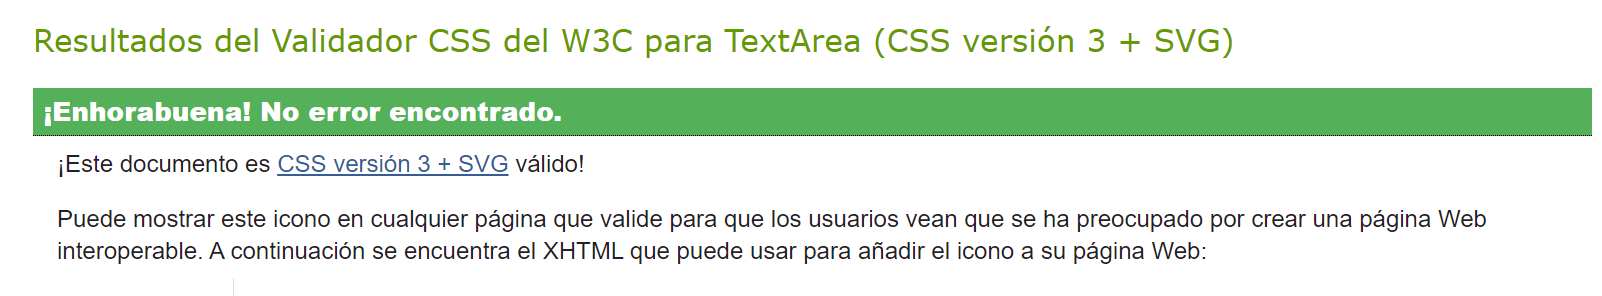 Resultados del Validador CSS del W3C para TextArea (CSS versión 3 + SVG)
¡Enhorabuena! No error encontrado.
¡Este documento es CSS versión 3 + SVG válido!
Puede mostrar este icono en cualquier página que valide para que los usuarios vean que se ha preocupado por crear una página Web
interoperable. A continuación se encuentra el XHTML que puede usar para añadir el icono a su página Web: